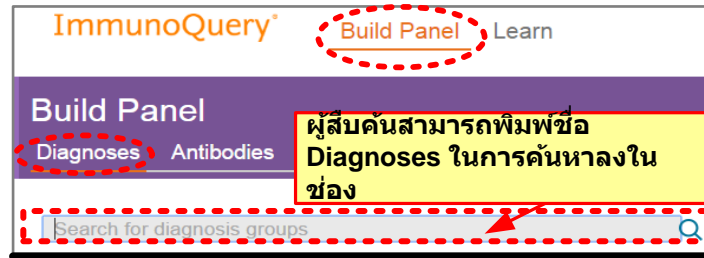 ImmunoQuery® Build Panel Learn
Build Panel
Diagnoses Antibodies
ผู้สืบค้นสามารถพิมพ์ชื่อ
Diagnoses ในการค้นหาลงใน
ช่อง
Search for diagnosis groups